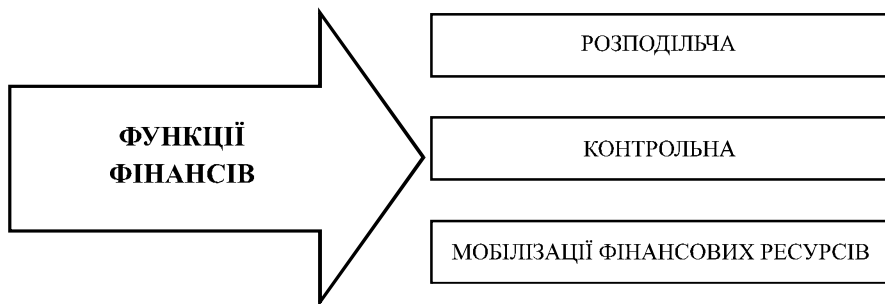 ФУНКЦІЇ
ФІНАНСІВ
РОЗПОДІЛЬЧА
КОНТРОЛЬНА
МОБІЛІЗАЦІЇ ФІНАНСОВИХ РЕСУРСІВ